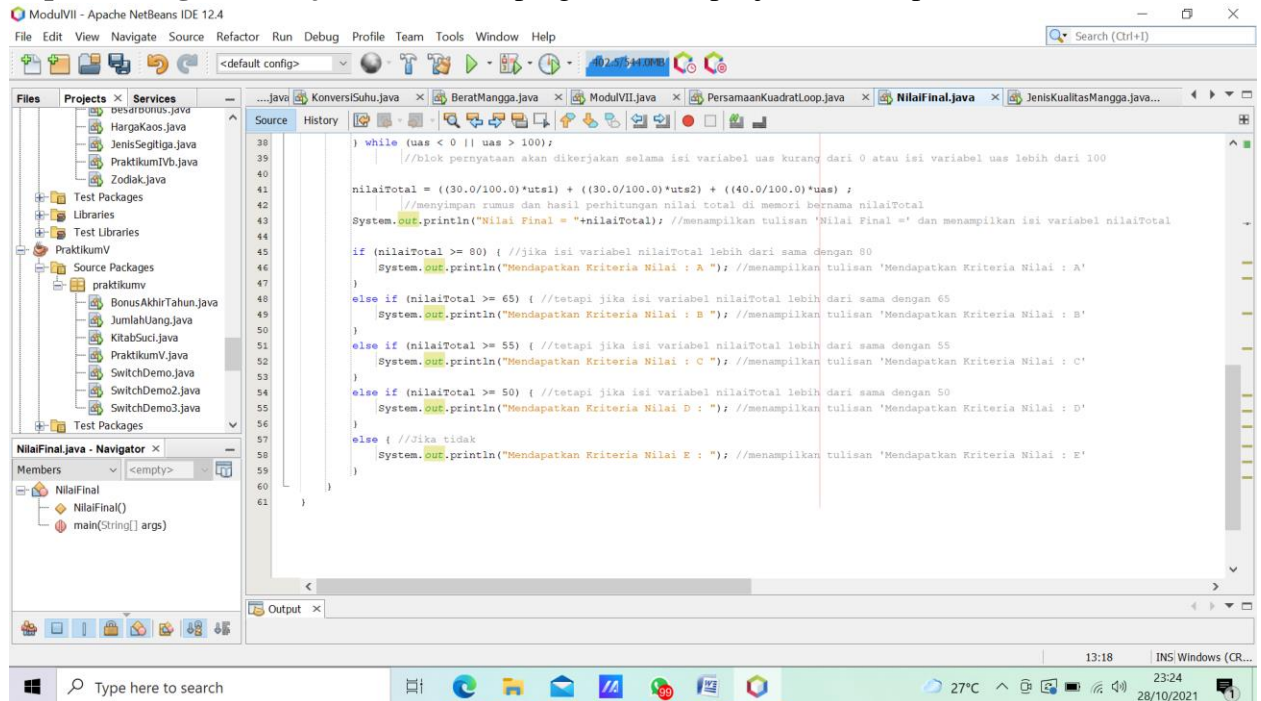 ModulVII - Apache NetBeans IDE 12.4
File Edit View Navigate Source Refactor Run Debug Profile Team Tools Window Help
Search (Ctrl+I)
<default config>
402.5/544.0MB
Files Projects Services
....java KonversiSuhu.java BeratMangga.java ModulVII.java PersamaanKuadratLoop.java NilaiFinal.java JenisKualitasMangga.java...
Source History
BesarBonus.java
HargaKaos.java
JenisSegitiga.java
PraktikumIVb.java
Zodiak.java
Test Packages
Libraries
Test Libraries
PraktikumV
Source Packages
praktikumv
BonusAkhirTahun.java
JumlahUang.java
KitabSuci.java
PraktikumV.java
SwitchDemo.java
SwitchDemo2.java
SwitchDemo3.java
Test Packages
NilaiFinal.java - Navigator
Members <empty>
NilaiFinal
NilaiFinal()
main(String[] args)
38 } while (uas < 0 || uas > 100);
39 //blok pernyataan akan dikerjakan selama isi variabel uas kurang dari 0 atau isi variabel uas lebih dari 100
40
41 nilaiTotal = ((30.0/100.0)*uts1) + ((30.0/100.0)*uts2) + ((40.0/100.0)*uas) ;
42 //menyimpan rumus dan hasil perhitungan nilai total di memori bernama nilaiTotal
43 System.out.println("Nilai Final = "+nilaiTotal); //menampilkan tulisan 'Nilai Final =' dan menampilkan isi variabel nilaiTotal
44
45 if (nilaiTotal >= 80) { //jika isi variabel nilaiTotal lebih dari sama dengan 80
46 System.out.println("Mendapatkan Kriteria Nilai : A "); //menampilkan tulisan 'Mendapatkan Kriteria Nilai : A'
47 }
48 else if (nilaiTotal >= 65) { //tetapi jika isi variabel nilaiTotal lebih dari sama dengan 65
49 System.out.println("Mendapatkan Kriteria Nilai : B "); //menampilkan tulisan 'Mendapatkan Kriteria Nilai : B'
50 }
51 else if (nilaiTotal >= 55) { //tetapi jika isi variabel nilaiTotal lebih dari sama dengan 55
52 System.out.println("Mendapatkan Kriteria Nilai : C "); //menampilkan tulisan 'Mendapatkan Kriteria Nilai : C'
53 }
54 else if (nilaiTotal >= 50) { //tetapi jika isi variabel nilaiTotal lebih dari sama dengan 50
55 System.out.println("Mendapatkan Kriteria Nilai D : "); //menampilkan tulisan 'Mendapatkan Kriteria Nilai : D'
56 }
57 else { //Jika tidak
58 System.out.println("Mendapatkan Kriteria Nilai E : "); //menampilkan tulisan 'Mendapatkan Kriteria Nilai : E'
59 }
60 }
61 }
Output
13:18 INS Windows (CR...
Type here to search
99
27°C
23:24
28/10/2021
1